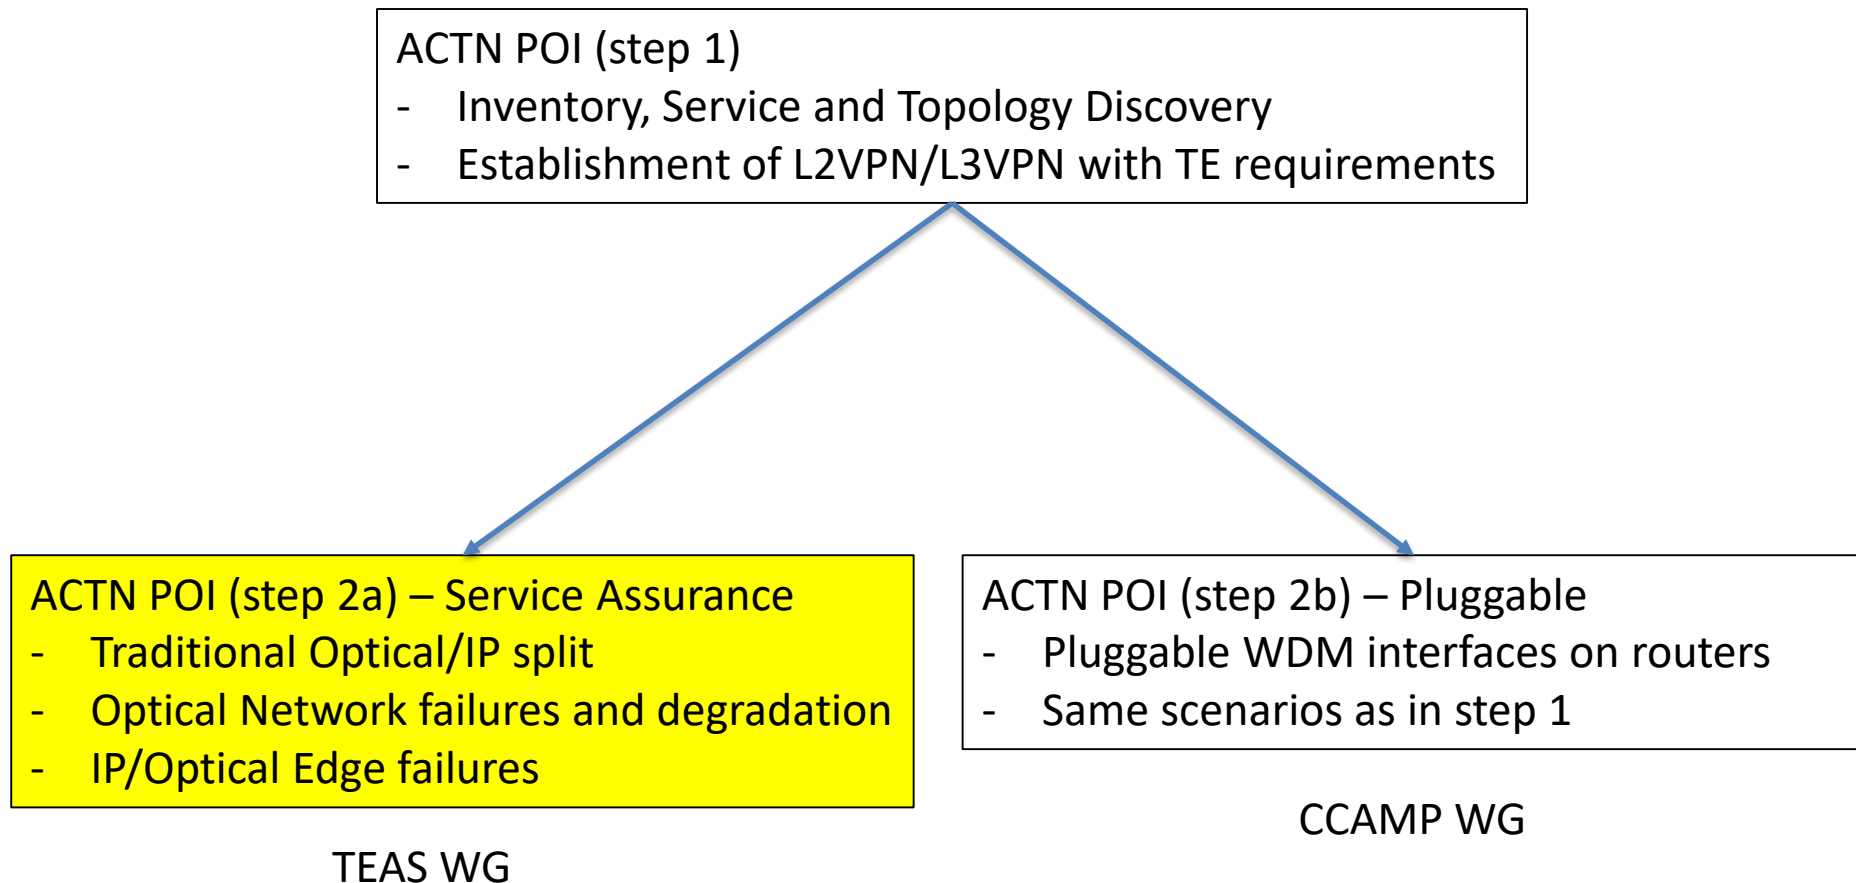 ACTN POI (step 1)
- Inventory, Service and Topology Discovery
- Establishment of L2VPN/L3VPN with TE requirements
ACTN POI (step 2a) – Service Assurance
- Traditional Optical/IP split
- Optical Network failures and degradation
- IP/Optical Edge failures
TEAS WG
ACTN POI (step 2b) – Pluggable
- Pluggable WDM interfaces on routers
- Same scenarios as in step 1
CCAMP WG